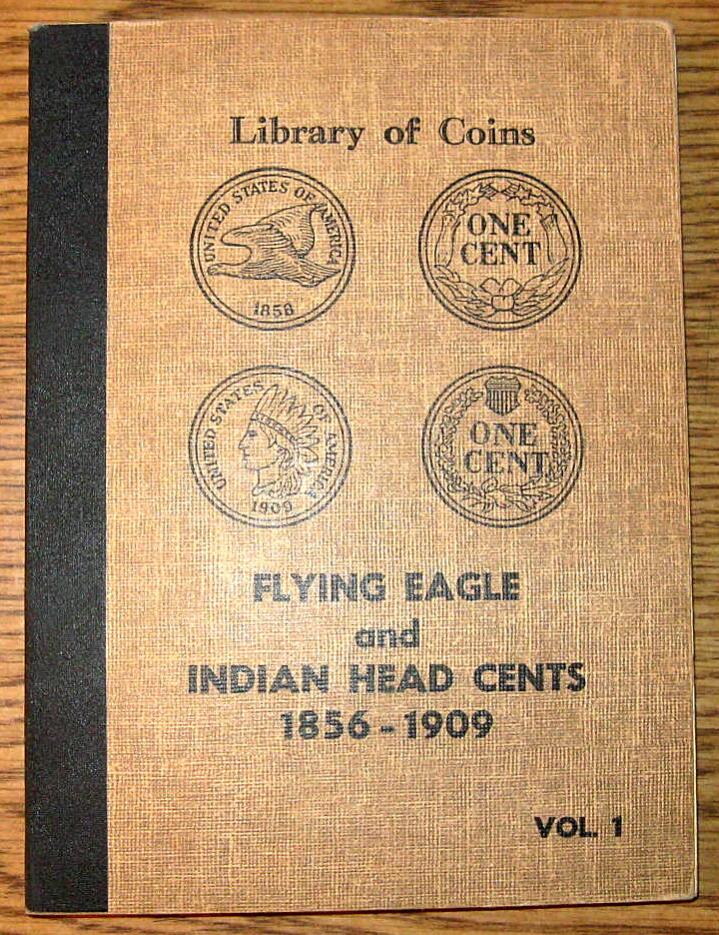 Library of Coins
UNITED STATES OF AMERICA
1858
ONE
CENT
UNITED STATES OF AMERICA
1909
ONE
CENT
FLYING EAGLE
and
INDIAN HEAD CENTS
1856-1909
VOL. 1